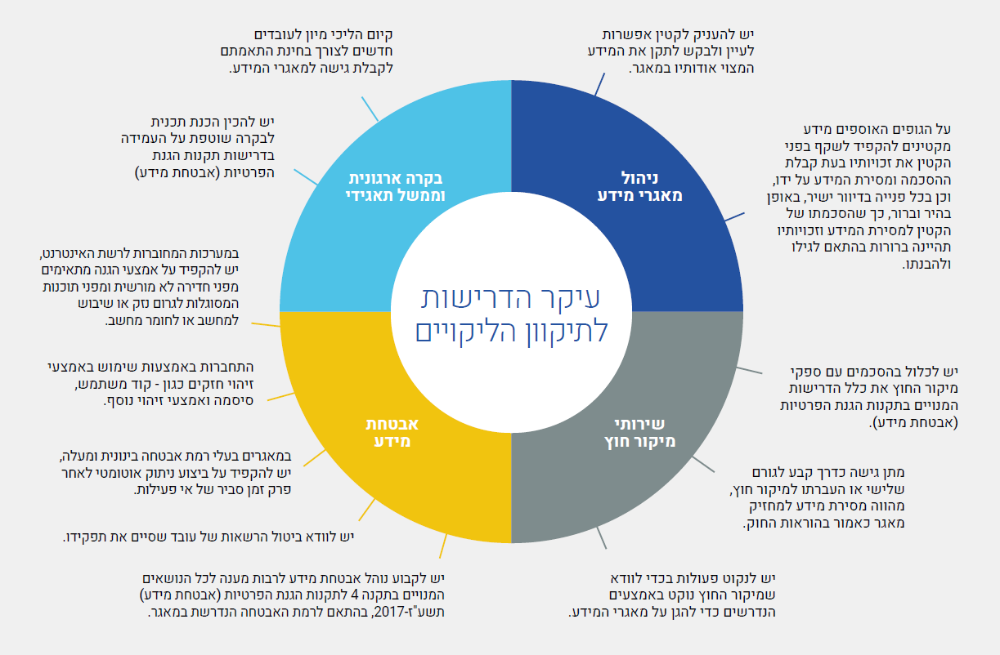 עיקר הדרישות
לתיקוון הליקויים
ניהול
מאגרי מידע
יש להעניק לקטין אפשרות
לעיין ולבקש לתקן את המידע
המצוי אודותיו במאגר.
על הגופים האוספים מידע
מקטינים להקפיד לשקף בפני
הקטין את זכויותיו בעת קבלת
ההסכמה ומסירת המידע על ידו,
וכן בכל פנייה בדיוור ישיר, באופן
בהיר וברור, כך שהסכמתו של
הקטין למסירת המידע וזכויותיו
תהיינה ברורות בהתאם לגילו
ולהבנתו.
שירותי
מיקור חוץ
יש לכלול בהסכמים עם ספקי
מיקור החוץ את כלל הדרישות
המנויים בתקנות הגנת הפרטיות
(אבטחת מידע).
מתן גישה כדרך קבע לגורם
שלישי או העברתו למיקור חוץ,
מהווה מסירת מידע למחזיק
מאגר כאמור בהוראות החוק.
יש לנקוט פעולות בכדי לוודא
שמיקור החוץ נוקט באמצעים
הנדרשים כדי להגן על מאגרי המידע.
בקרה ארגונית
וממשל תאגידי
קיום הליכי מיון לעובדים
חדשים לצורך בחינת התאמתם
לקבלת גישה למאגרי המידע.
יש להכין הכנת תכנית
לבקרה שוטפת על העמידה
בדרישות תקנות הגנת
הפרטיות (אבטחת מידע)
אבטחת
מידע
במערכות המחוברות לרשת האינטרנט,
יש להקפיד על אמצעי הגנה מתאימים
מפני חדירה לא מורשית ומפני תוכנות
המסוגלות לגרום נזק או שיבוש
למחשב או לחומר מחשב.
התחברות באמצעות שימוש באמצעי
זיהוי חזקים כגון - קוד משתמש,
סיסמה ואמצעי זיהוי נוסף.
במאגרים בעלי רמת אבטחה בינונית ומעלה,
יש להקפיד על ביצוע ניתוק אוטומטי לאחר
פרק זמן סביר של אי פעילות.
יש לוודא ביטול הרשאות של עובד שסיים את תפקידו.
יש לקבוע נוהל אבטחת מידע לרבות מענה לכל הנושאים
המנויים בתקנה 4 לתקנות הגנת הפרטיות (אבטחת מידע)
תשע"ז-2017, בהתאם לרמת האבטחה הנדרשת במאגר.